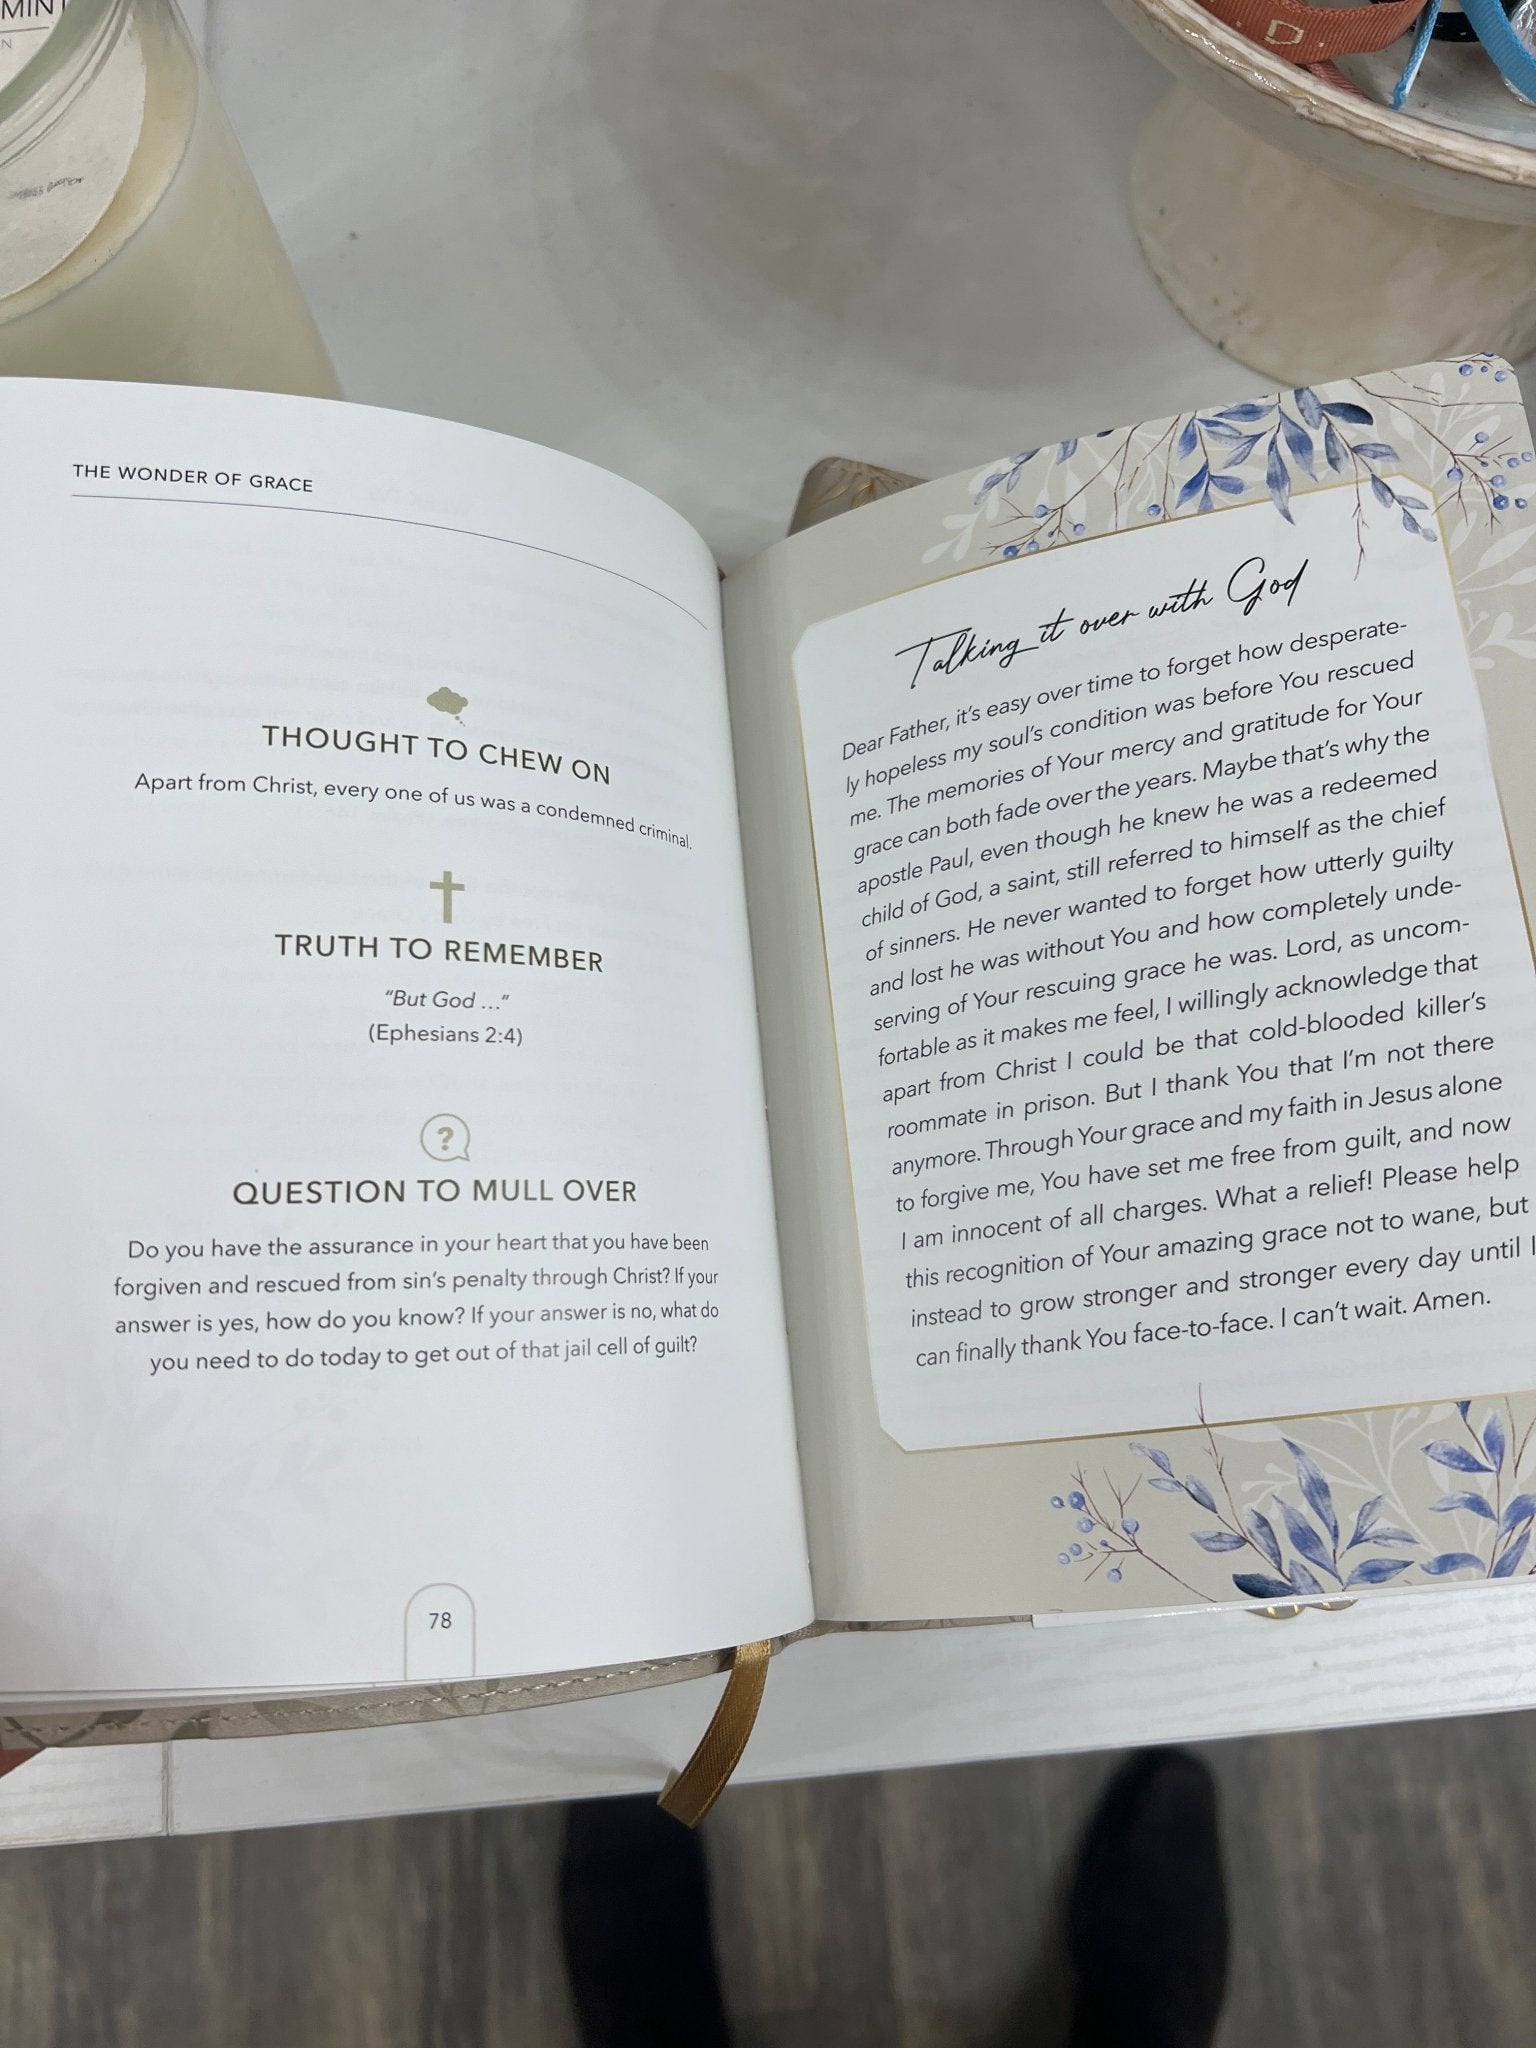 MINT
N
D
THE WONDER OF GRACE
THOUGHT TO CHEW ON
Apart from Christ, every one of us was a condemned criminal.
TRUTH TO REMEMBER
"But God ..."
(Ephesians 2:4)
?
QUESTION TO MULL OVER
Do you have the assurance in your heart that you have been
forgiven and rescued from sin's penalty through Christ? If your
answer is yes, how do you know? If your answer is no, what do
you need to do today to get out of that jail cell of guilt?
78
Talking it over with God
Dear Father, it's easy over time to forget how desperate-
ly hopeless my soul's condition was before You rescued
me. The memories of Your mercy and gratitude for Your
grace can both fade over the years. Maybe that's why the
apostle Paul, even though he knew he was a redeemed
child of God, a saint, still referred to himself as the chief
of sinners. He never wanted to forget how utterly guilty
and lost he was without You and how completely unde-
serving of Your rescuing grace he was. Lord, as uncom-
fortable as it makes me feel, I willingly acknowledge that
apart from Christ I could be that cold-blooded killer's
roommate in prison. But I thank You that I'm not there
anymore. Through Your grace and my faith in Jesus alone
to forgive me, You have set me free from guilt, and now
I am innocent of all charges. What a relief! Please help
this recognition of Your amazing grace not to wane, but
instead to grow stronger and stronger every day until I
can finally thank You face-to-face. I can't wait. Amen.